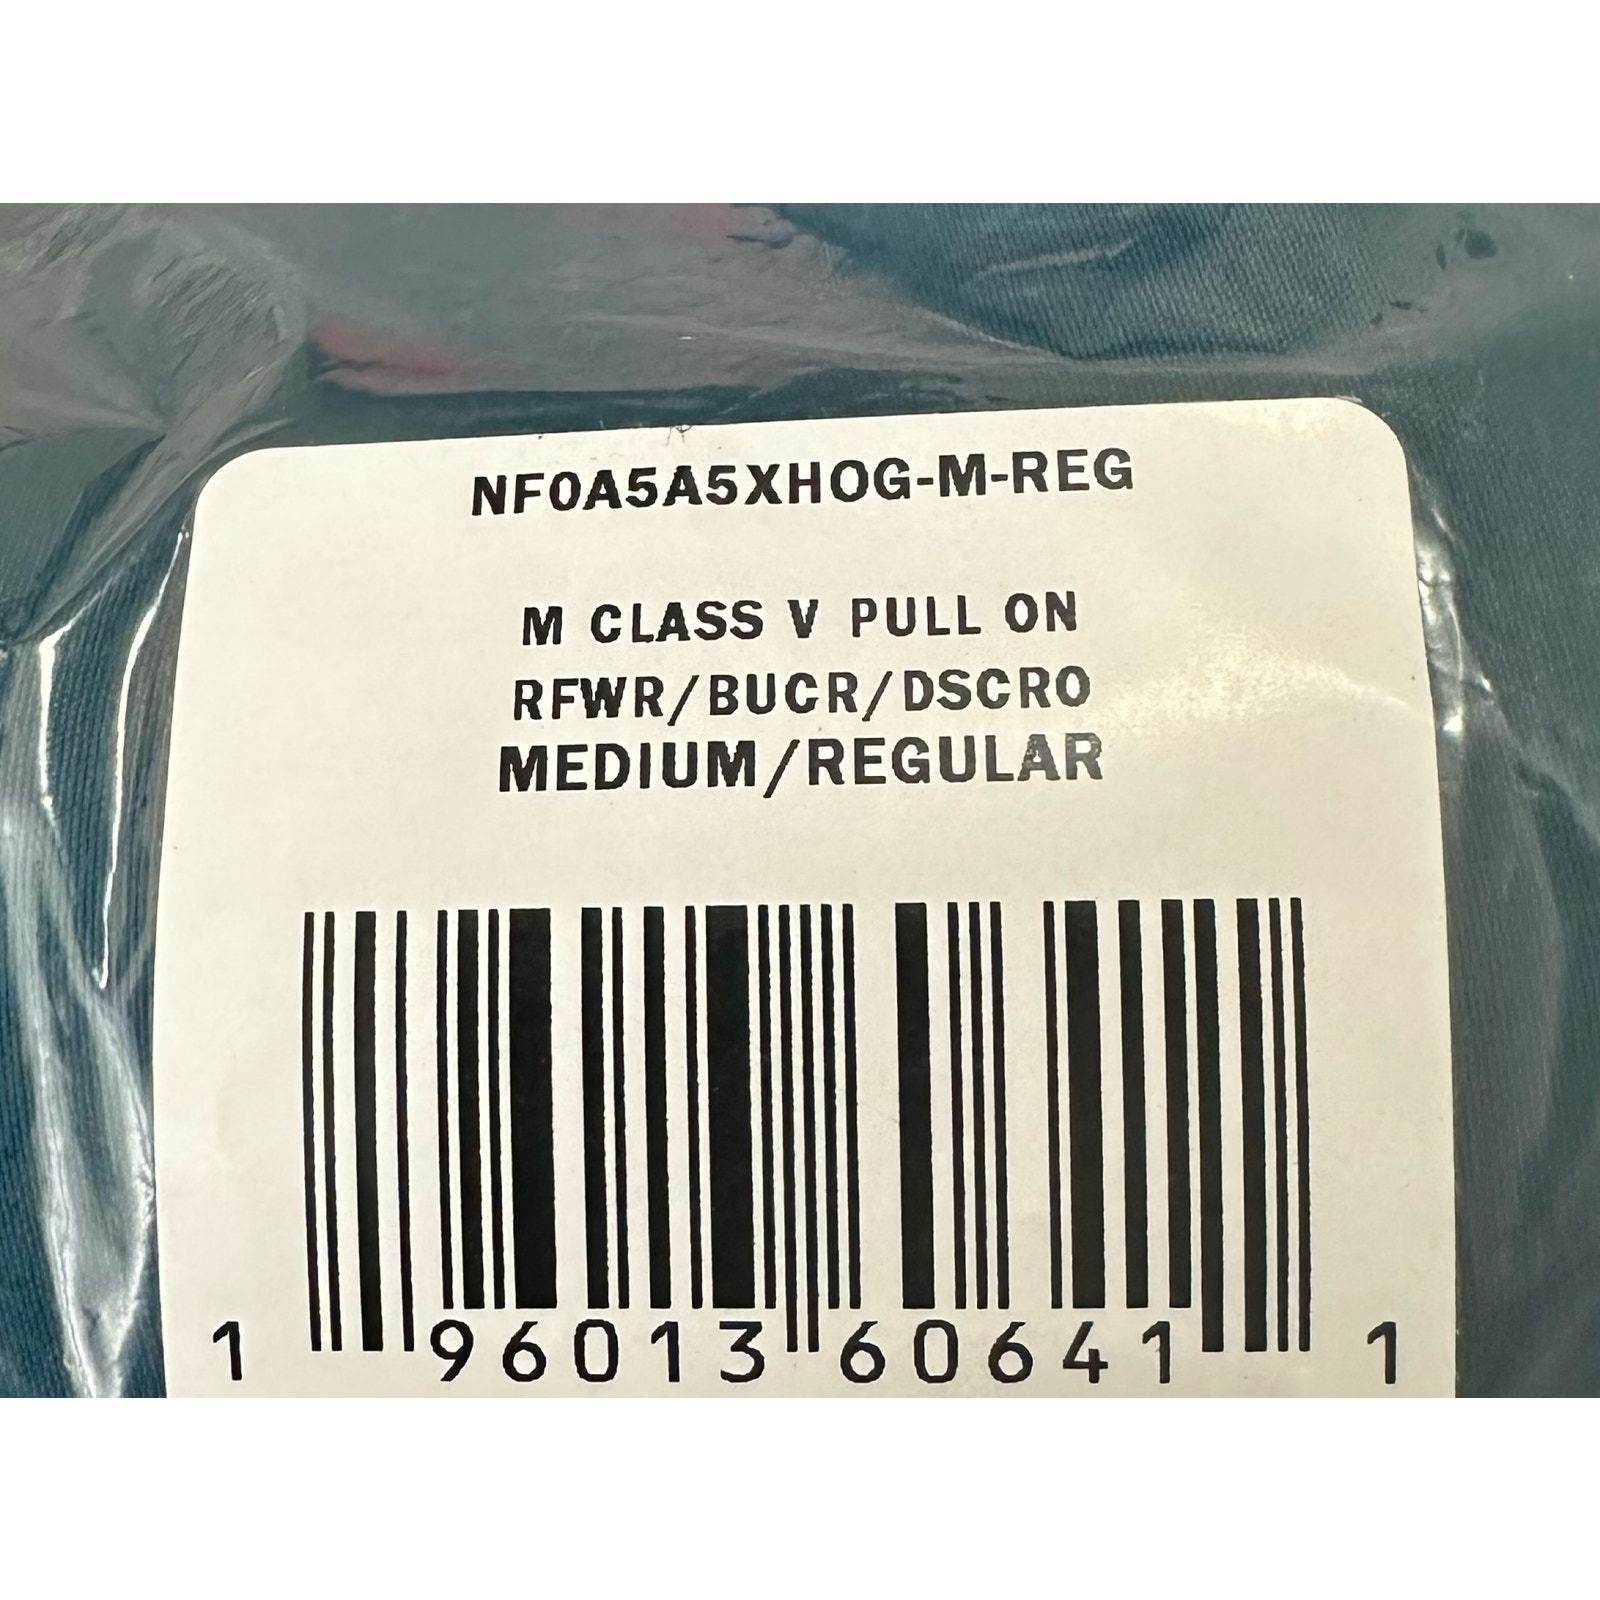 NF0A5A5XHOG-M-REG
M CLASS V PULL ON
RFWR/BUCR/DSCRO
MEDIUM/REGULAR
1 96013 60641 1